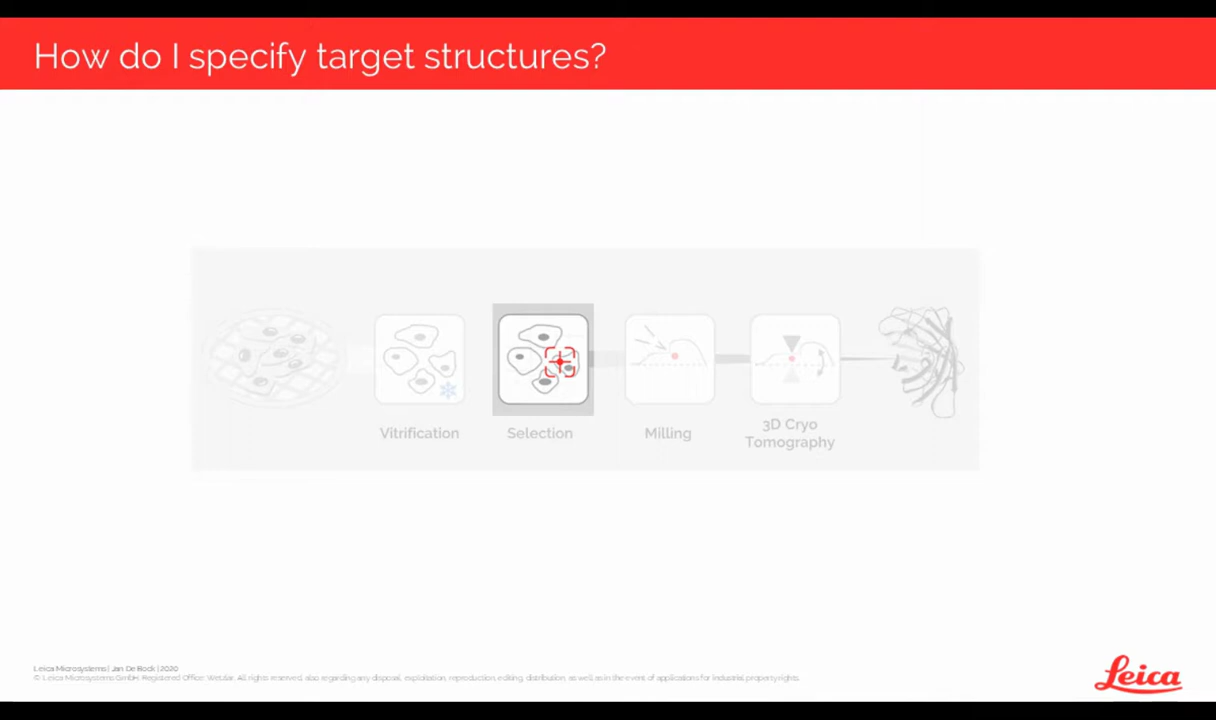 How do I specify target structures?
Vitrification
Selection
Milling
3D Cryo
Tomography
Leica Microsystems | Jan De Bock | 2020
© Leica Microsystems GmbH. Registered Office: Wetzlar. All rights reserved, also regarding any disposal, exploitation, reproduction, editing, distribution, as well as in the event of applications for industrial property rights.
Leica